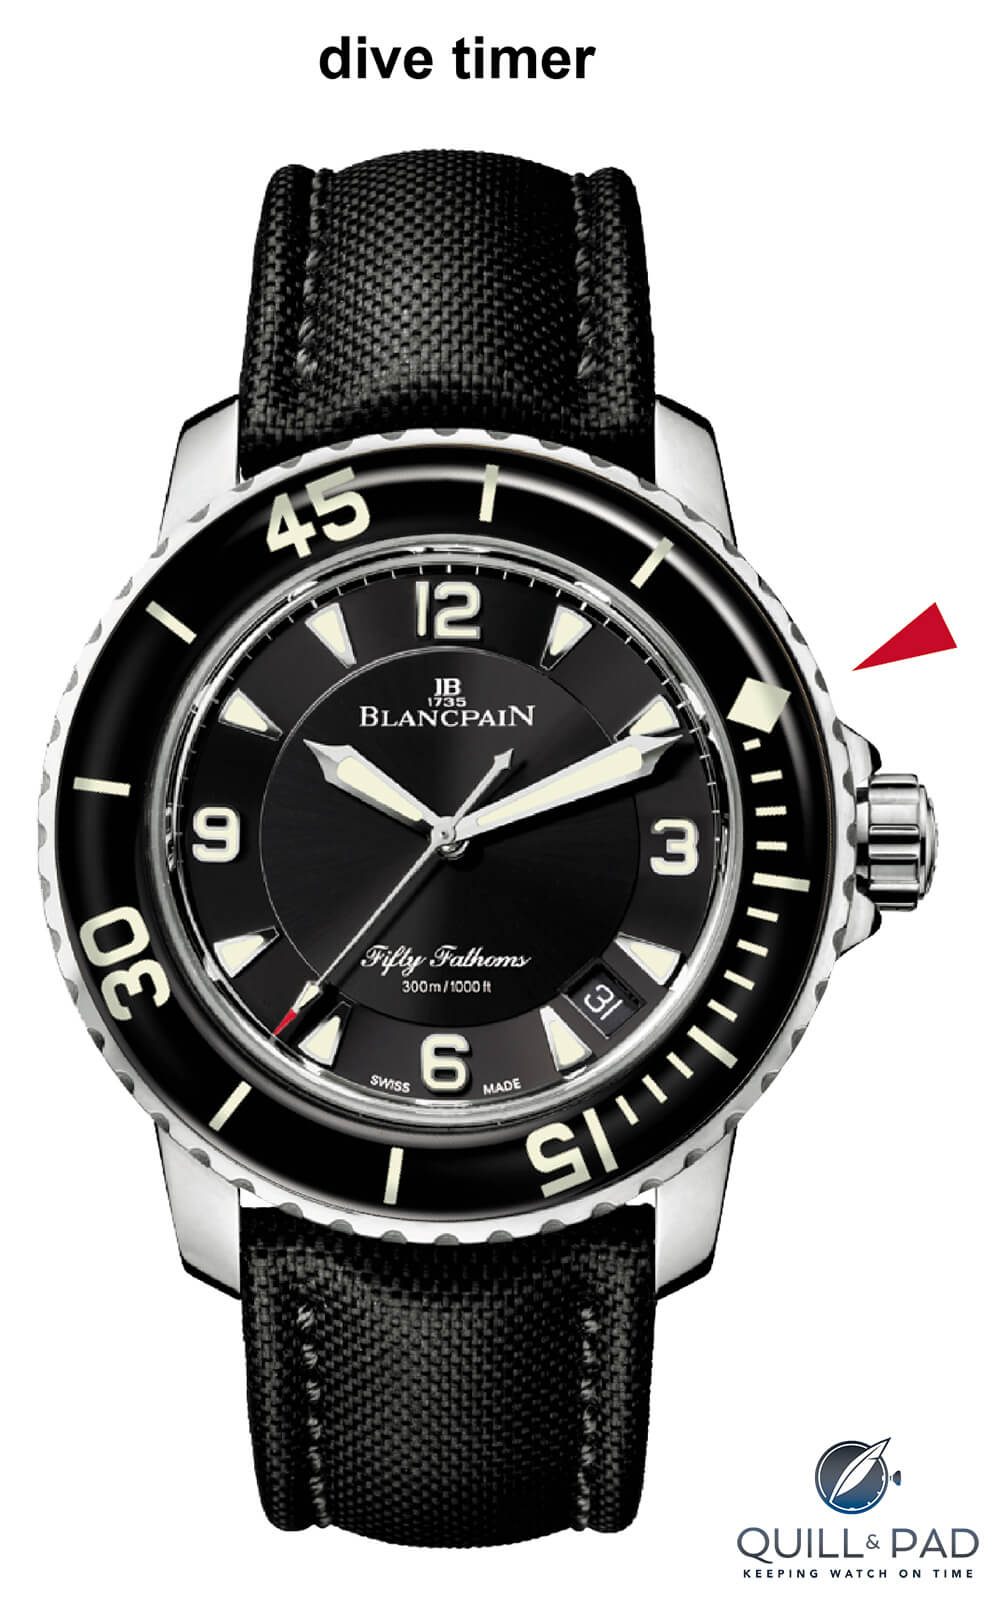 dive timer
45
12
JB
1735
BLANCPAIN
9
3
30
Fifty Fathoms
300m/1000ft
31
6
SWISS MADE
15
QUILL & PAD
KEEPING WATCH ON TIME